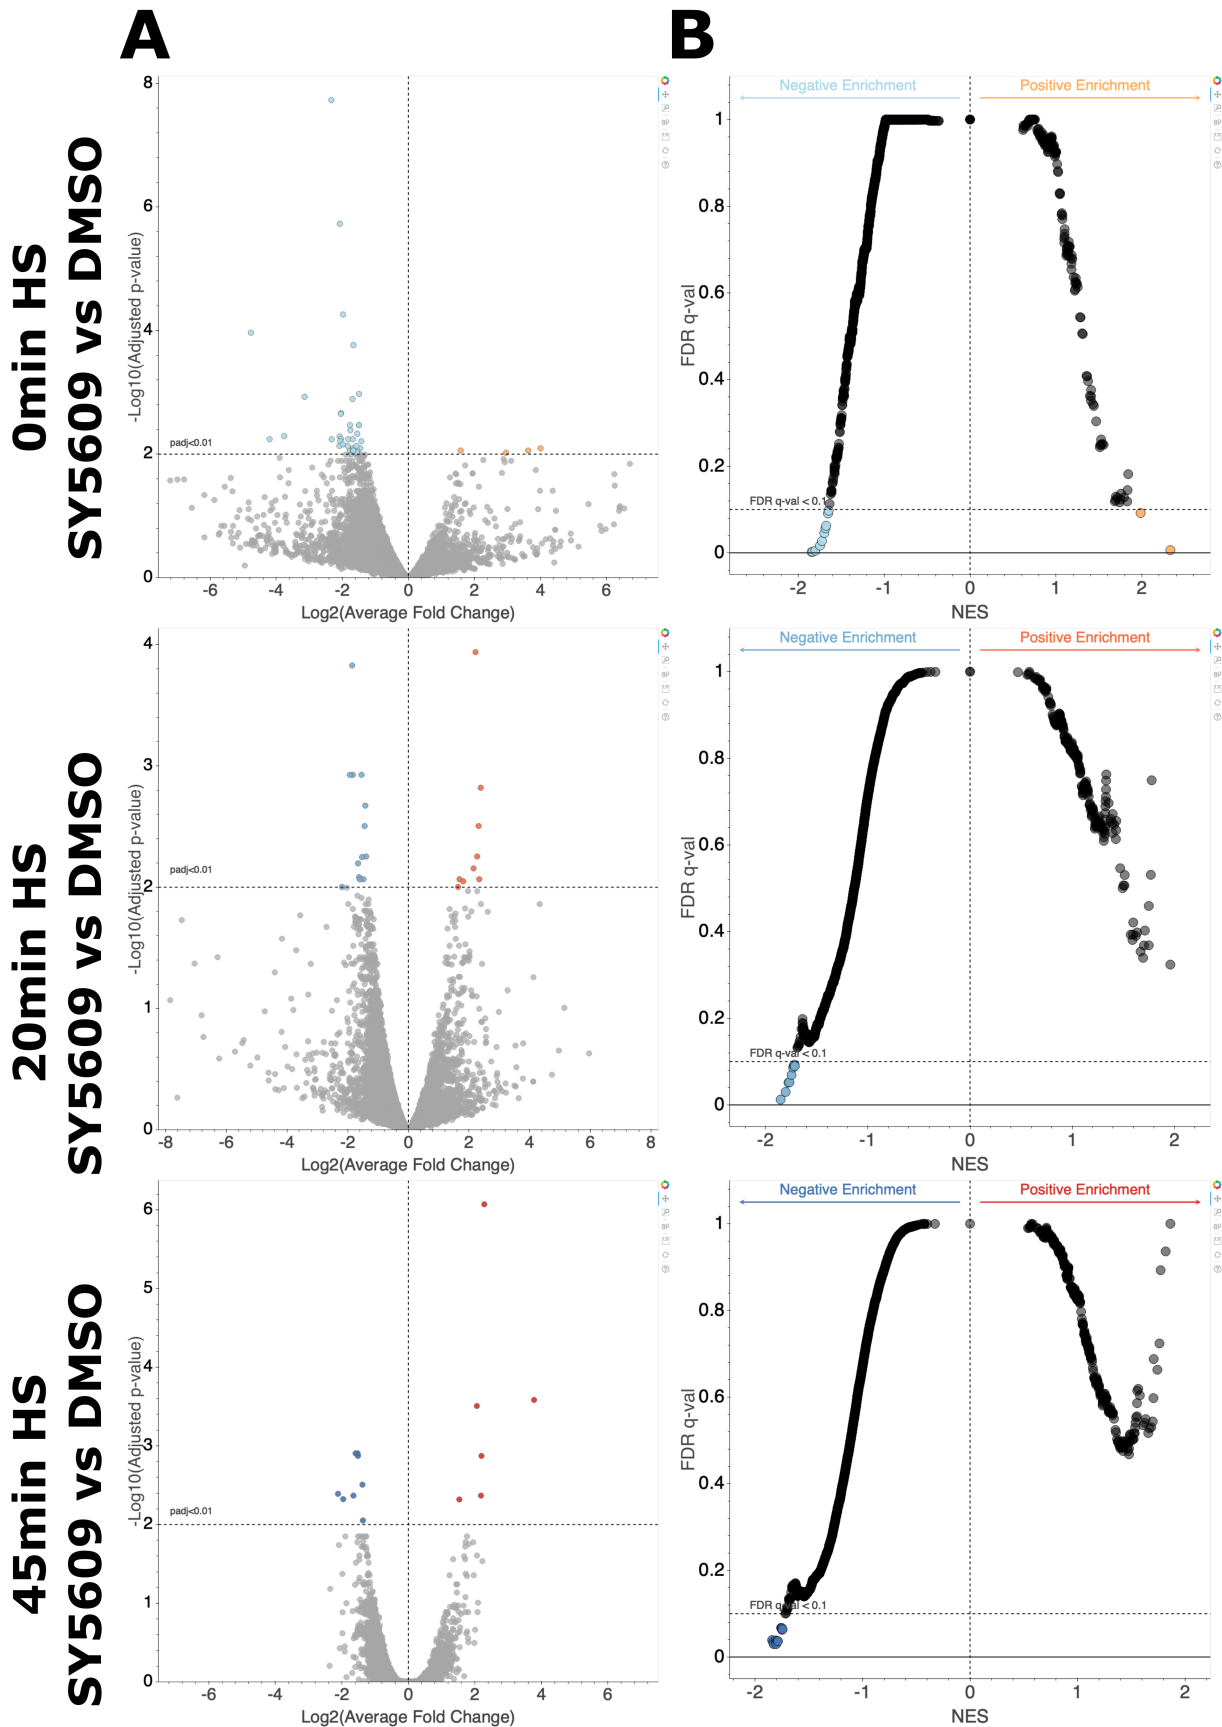 A
B
0min HS
SY5609 vs DMSO
8
6
4
2
0
-Log10(Adjusted p-value)
padj<0.01
-6
-4
-2
0
2
4
6
Log2(Average Fold Change)
Negative Enrichment
Positive Enrichment
1
0.8
0.6
0.4
0.2
0
FDR q-val
FDR q-val < 0.1
-2
-1
0
1
2
NES
20min HS
SY5609 vs DMSO
4
3
2
1
0
-Log10(Adjusted p-value)
padj<0.01
-8
-6
-4
-2
0
2
4
6
8
Log2(Average Fold Change)
Negative Enrichment
Positive Enrichment
1
0.8
0.6
0.4
0.2
0
FDR q-val
FDR q-val < 0.1
-2
-1
0
1
2
NES
45min HS
SY5609 vs DMSO
6
5
4
3
2
1
0
-Log10(Adjusted p-value)
padj<0.01
-6
-4
-2
0
2
4
6
Log2(Average Fold Change)
Negative Enrichment
Positive Enrichment
1
0.8
0.6
0.4
0.2
0
FDR q-val
FDR q-val < 0.1
-2
-1
0
1
2
NES